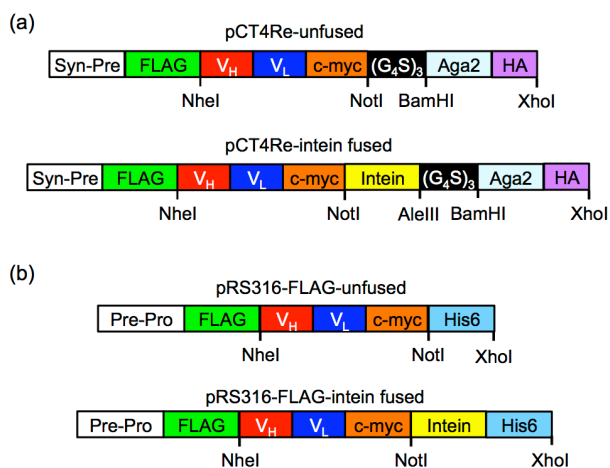 (a)
pCT4Re-unfused
Syn-Pre FLAG VH VL c-myc (G4S)3 Aga2 HA
NheI NotI BamHI XhoI
pCT4Re-intein fused
Syn-Pre FLAG VH VL c-myc Intein (G4S)3 Aga2 HA
NheI NotI AleIII BamHI XhoI
(b)
pRS316-FLAG-unfused
Pre-Pro FLAG VH VL c-myc His6
NheI NotI XhoI
pRS316-FLAG-intein fused
Pre-Pro FLAG VH VL c-myc Intein His6
NheI NotI XhoI